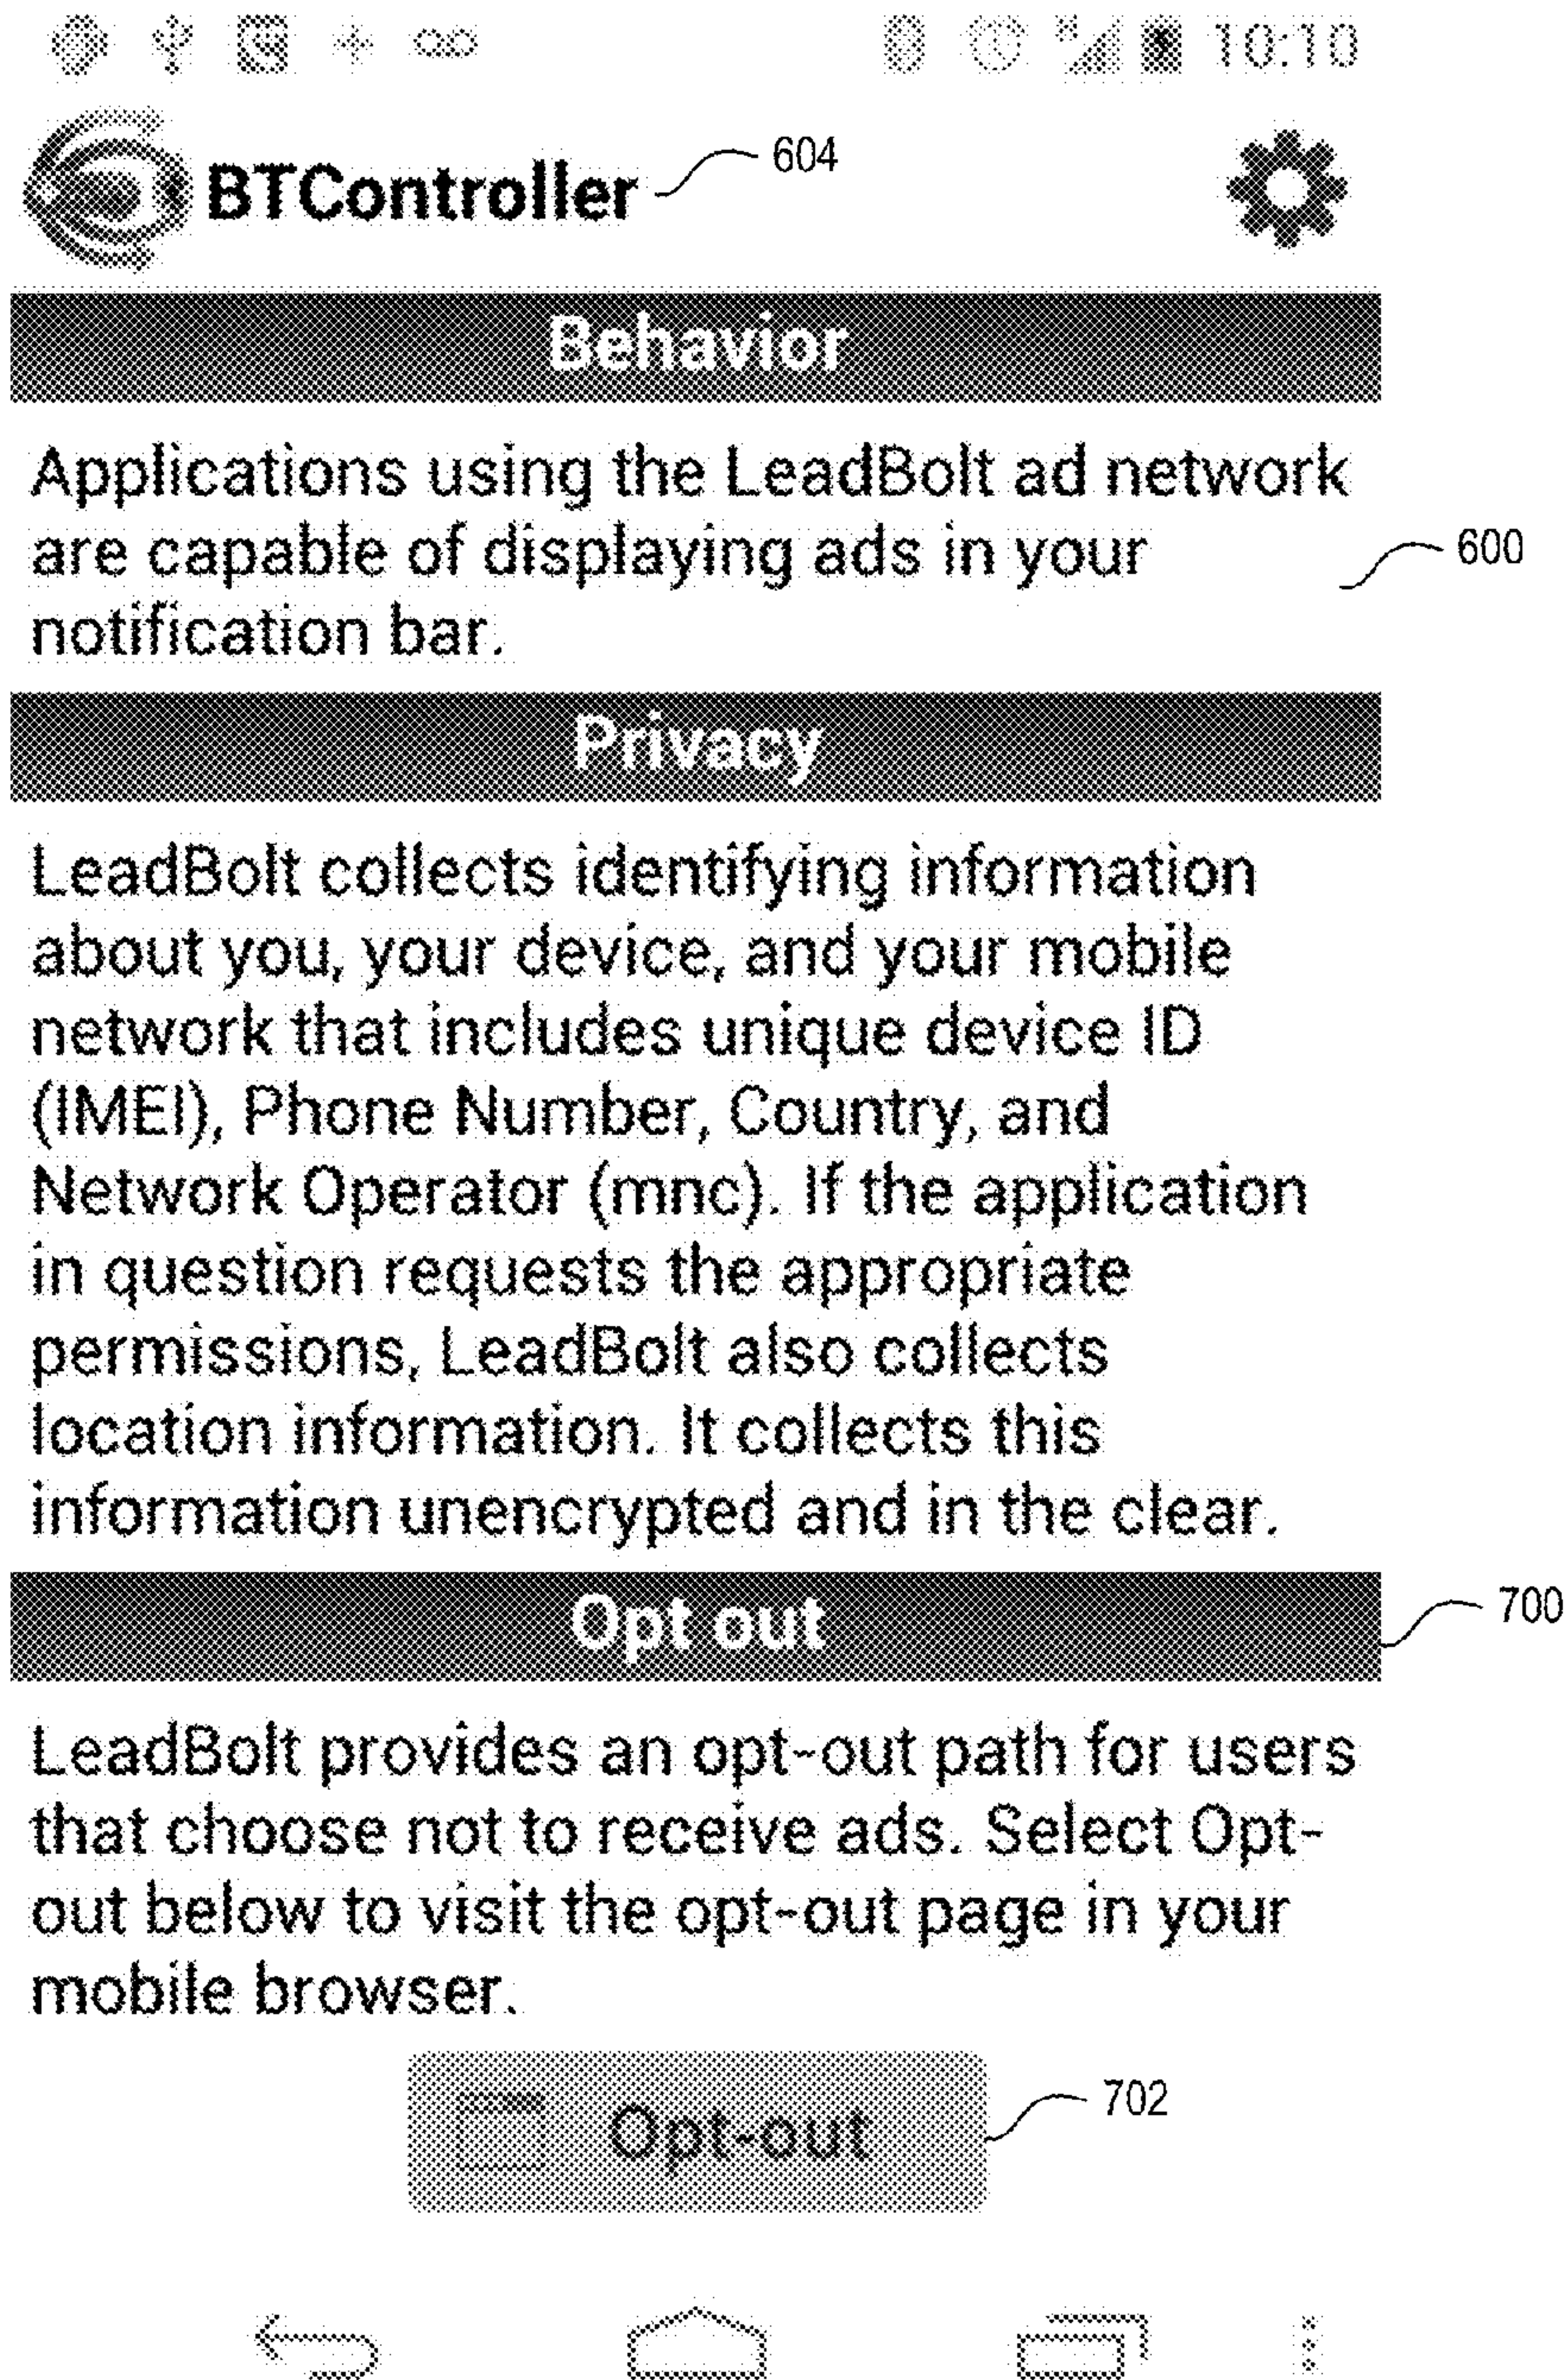 10:10
BTController 604
Behavior
Applications using the LeadBolt ad network
are capable of displaying ads in your 600
notification bar.
Privacy
LeadBolt collects identifying information
about you, your device, and your mobile
network that includes unique device ID
(IMEI), Phone Number, Country, and
Network Operator (mnc). If the application
in question requests the appropriate
permissions, LeadBolt also collects
location information. It collects this
information unencrypted and in the clear.
Opt out 700
LeadBolt provides an opt-out path for users
that choose not to receive ads. Select Opt-
out below to visit the opt-out page in your
mobile browser.
Opt-out 702